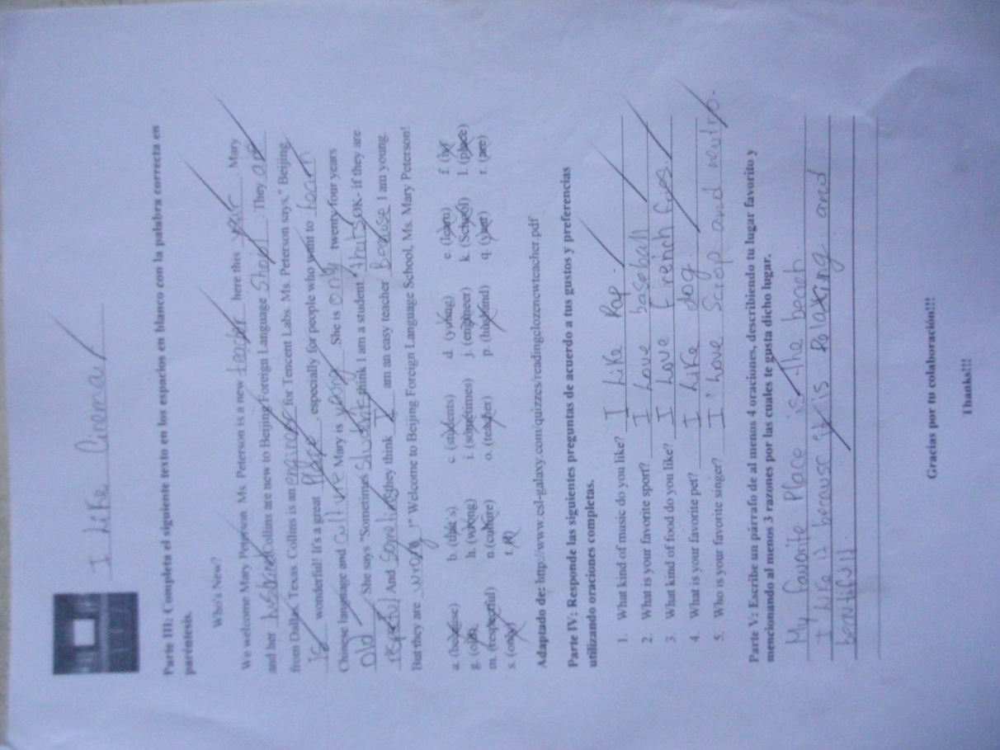 I Like Cinema
Parte III: Completa el siguiente texto en los espacios en blanco con la palabra correcta en
paréntesis.
Who's New?
We welcome Mary Peterson. Ms. Peterson is a new teacher here this year. Mary
and her husband Collins are new to Beijing Foreign Language School. They are
from Dallas, Texas. Collins is an for Tencent Labs. Ms. Peterson says," Beijing
is wonderful! It's a great Place, especially for people who want to learn
Chinese language and culture Mary is young. She is only twenty-four years
old. She says "Sometimes students think I am a student. thats OK- if they are
And they think I am an easy teacher Because I am young.
But they are wrong !" Welcome to Beijing Foreign Language School, Ms. Mary Peterson!
a. (because) b. (that's) c. (students) d. (young) e. (learn) f. (is)
g. (old) h. (wrong) i. (sometimes) j. (engineer) k. (School) l. (place)
m. (respectful) n. (culture) o. (teacher) p. (husband) q. (year) r. (are)
s. (only) t. (I)
Adaptado de: http://www.esl-galaxy.com/quizzes/readingclozenewteacher.pdf
Parte IV: Responde las siguientes preguntas de acuerdo a tus gustos y preferencias
utilizando oraciones completas.
1. What kind of music do you like? I Like Rap.
2. What is your favorite sport? I Love baseball
3. What kind of food do you like? I Love French fries.
4. What is your favorite pet? I Like dog.
5. Who is your favorite singer? I Love Scrop and neutro.
Parte V: Escribe un párrafo de al menos 4 oraciones, describiendo tu lugar favorito y
mencionando al menos 3 razones por las cuales te gusta dicho lugar.
My favorite Place is the beach.
I Like it because it is Relaxing. and
beatifull.
Gracias por tu colaboración!!!
Thanks!!!